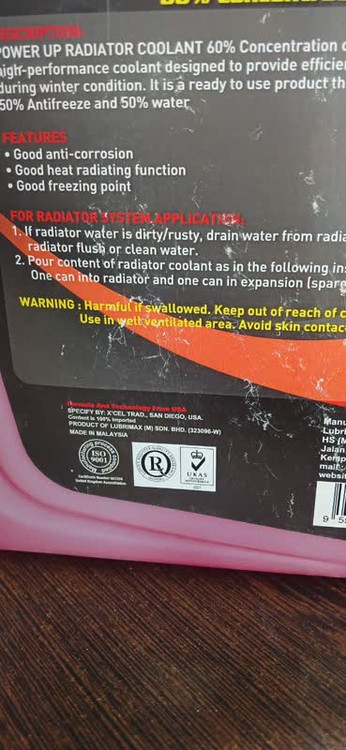 DESCRIPTION:
POWER UP RADIATOR COOLANT 60% Concentration
high-performance coolant designed to provide
during winter condition. It is a ready to use product
50% Antifreeze and 50% water
FEATURES
• Good anti-corrosion
• Good heat radiating function
• Good freezing point
FOR RADIATOR SYSTEM APPLICATION:
1. If radiator water is dirty/rusty, drain water from
radiator flush or clean water.
2. Pour content of radiator coolant as in the following
One can into radiator and one can in expansion
WARNING : Harmful if swallowed. Keep out of reach of
Use in well ventilated area. Avoid skin
Formula And Technology From USA
SPECIFY BY: X'CEL TRAD., SAN DIEGO, USA.
Content is 100% Imported
PRODUCT OF LUBRIMAX (M) SDN. BHD. (323096-W)
MADE IN MALAYSIA
ISO
9001
R
UKAS
Jalan
9